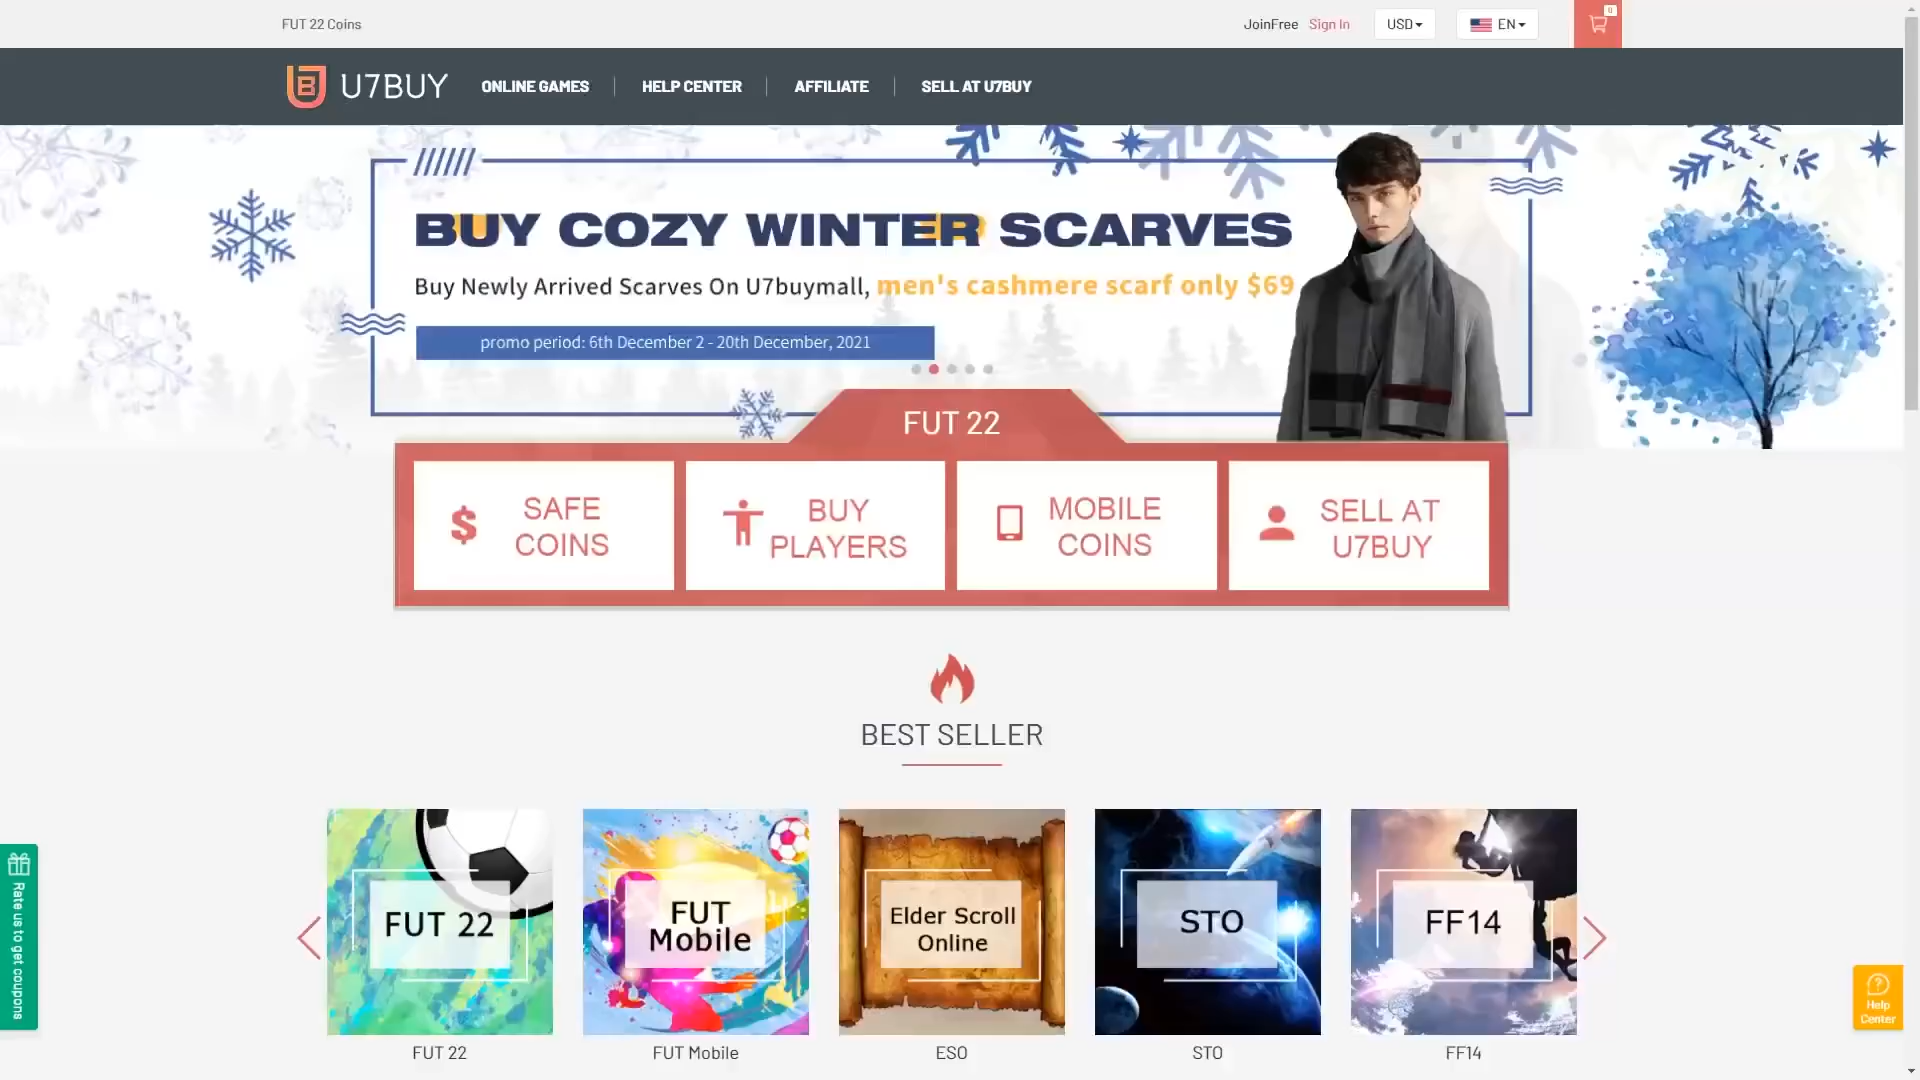 FUT 22 Coins
JoinFree Sign In USD EN 0
U7BUY ONLINE GAMES HELP CENTER AFFILIATE SELL AT U7BUY
BUY COZY WINTER SCARVES
Buy Newly Arrived Scarves On U7buymall, men's cashmere scarf only $69
promo period: 6th December 2 - 20th December, 2021
FUT 22
SAFE
COINS
BUY
PLAYERS
MOBILE
COINS
SELL AT
U7BUY
BEST SELLER
FUT 22
FUT
Mobile
Elder Scroll
Online
STO
FF14
FUT 22
FUT Mobile
ESO
STO
FF14
Rate us to get coupons
Help
Center